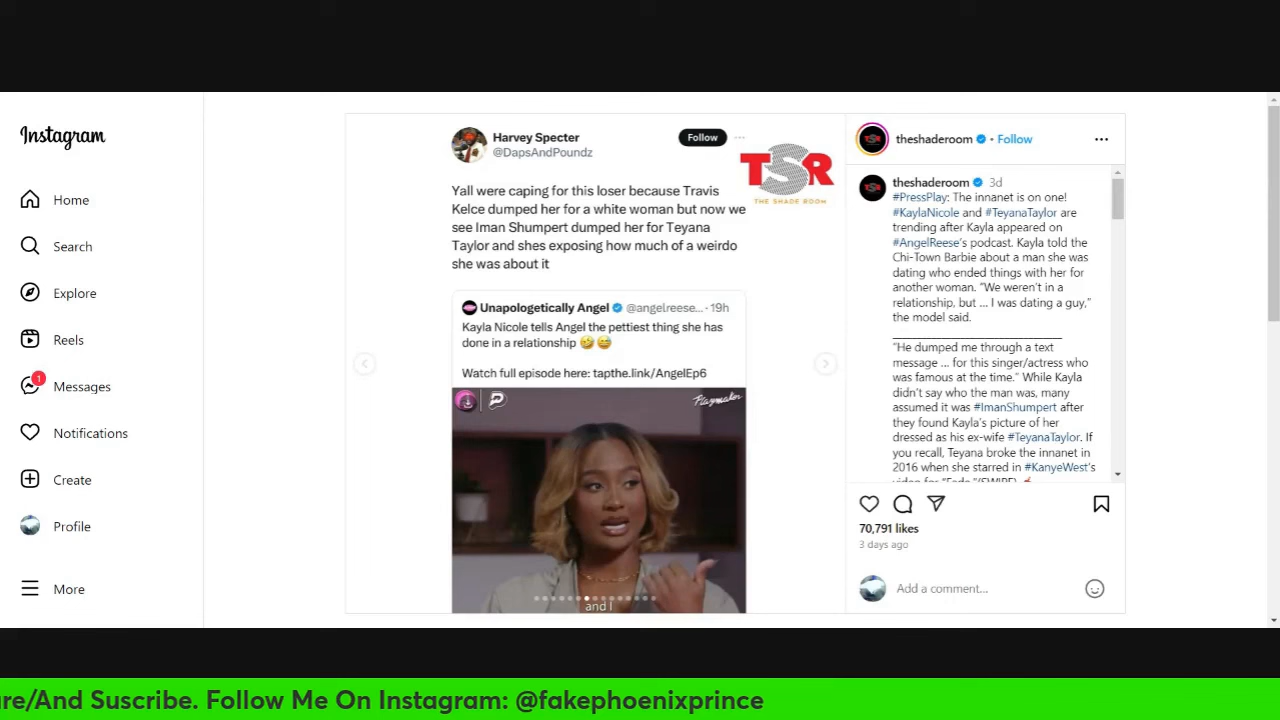 Instagram
Home
Search
Explore
Reels
1
Messages
Notifications
Create
Profile
More
Harvey Specter
@DapsAndPoundz
Follow
TSR
THE SHADE ROOM
Yall were caping for this loser because Travis
Kelce dumped her for a white woman but now we
see Iman Shumpert dumped her for Teyana
Taylor and shes exposing how much of a weirdo
she was about it
Unapologetically Angel @angelreese... · 19h
Kayla Nicole tells Angel the pettiest thing she has
done in a relationship 🤣😅
Watch full episode here: tapthe.link/AngelEp6
Playmaker
and I
theshaderoom • Follow
theshaderoom 3d
#PressPlay: The innanet is on one!
#KaylaNicole and #TeyanaTaylor are
trending after Kayla appeared on
#AngelReese's podcast. Kayla told the
Chi-Town Barbie about a man she was
dating who ended things with her for
another woman. “We weren't in a
relationship, but ... I was dating a guy,”
the model said.
“He dumped me through a text
message ... for this singer/actress who
was famous at the time.” While Kayla
didn't say who the man was, many
assumed it was #ImanShumpert after
they found Kayla's picture of her
dressed as his ex-wife #TeyanaTaylor. If
you recall, Teyana broke the innanet in
2016 when she starred in #KanyeWest's
video for “Fade.”(SWIPE)
70,791 likes
3 days ago
Add a comment...
are/And Suscribe. Follow Me On Instagram: @fakephoenixprince